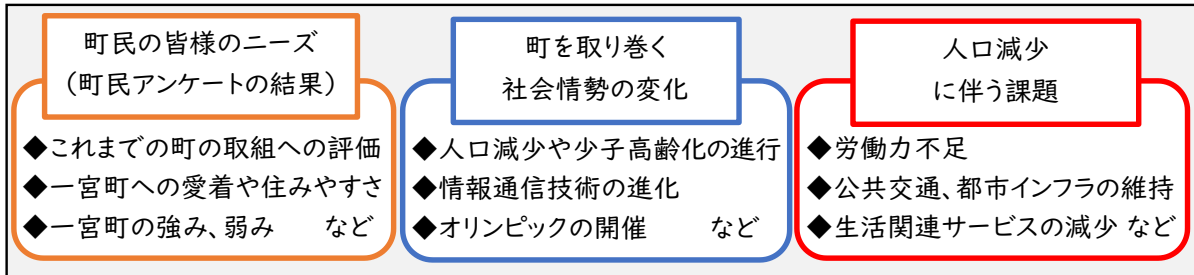 町民の皆様のニーズ
（町民アンケートの結果）
◆これまでの町の取組への評価
◆一宮町への愛着や住みやすさ
◆一宮町の強み、弱み　　など
町を取り巻く
社会情勢の変化
◆人口減少や少子高齢化の進行
◆情報通信技術の進化
◆オリンピックの開催　　など
人口減少
に伴う課題
◆労働力不足
◆公共交通、都市インフラの維持
◆生活関連サービスの減少 など